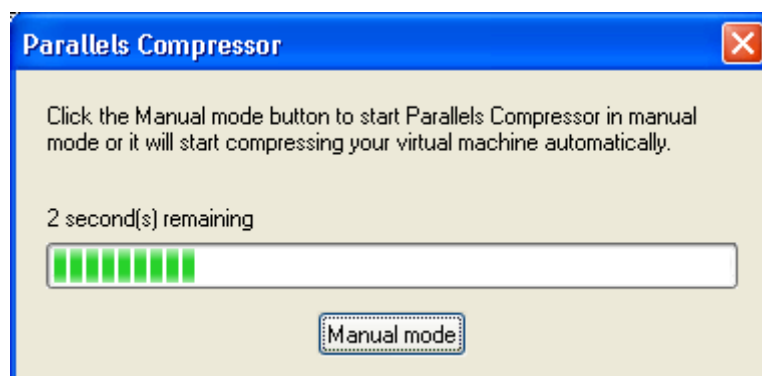 Parallels Compressor
Click the Manual mode button to start Parallels Compressor in manual
mode or it will start compressing your virtual machine automatically.
2 second(s) remaining
Manual mode